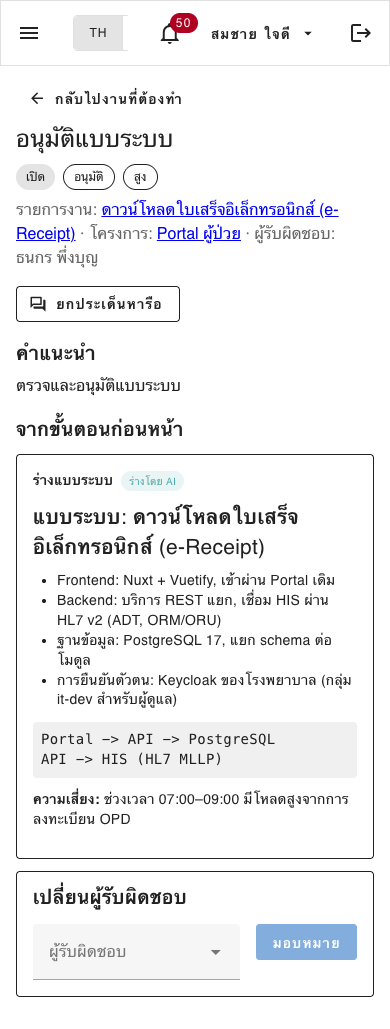 TH
50
สมชาย ใจดี
กลับไปงานที่ต้องทำ
อนุมัติแบบระบบ
เปิด
อนุมัติ
สูง
รายการงาน: ดาวน์โหลดใบเสร็จอิเล็กทรอนิกส์ (e-
Receipt) · โครงการ: Portal ผู้ป่วย · ผู้รับผิดชอบ:
ธนกร พึ่งบุญ
ยกประเด็นหารือ
คำแนะนำ
ตรวจและอนุมัติแบบระบบ
จากขั้นตอนก่อนหน้า
ร่างแบบระบบ
ร่างโดย AI
แบบระบบ: ดาวน์โหลดใบเสร็จ
อิเล็กทรอนิกส์ (e-Receipt)
Frontend: Nuxt + Vuetify, เข้าผ่าน Portal เดิม
Backend: บริการ REST แยก, เชื่อม HIS ผ่าน
HL7 v2 (ADT, ORM/ORU)
ฐานข้อมูล: PostgreSQL 17, แยก schema ต่อ
โมดูล
การยืนยันตัวตน: Keycloak ของโรงพยาบาล (กลุ่ม
it-dev สำหรับผู้ดูแล)
Portal -> API -> PostgreSQL
API -> HIS (HL7 MLLP)
ความเสี่ยง: ช่วงเวลา 07:00–09:00 มีโหลดสูงจากการ
ลงทะเบียน OPD
เปลี่ยนผู้รับผิดชอบ
ผู้รับผิดชอบ
มอบหมาย